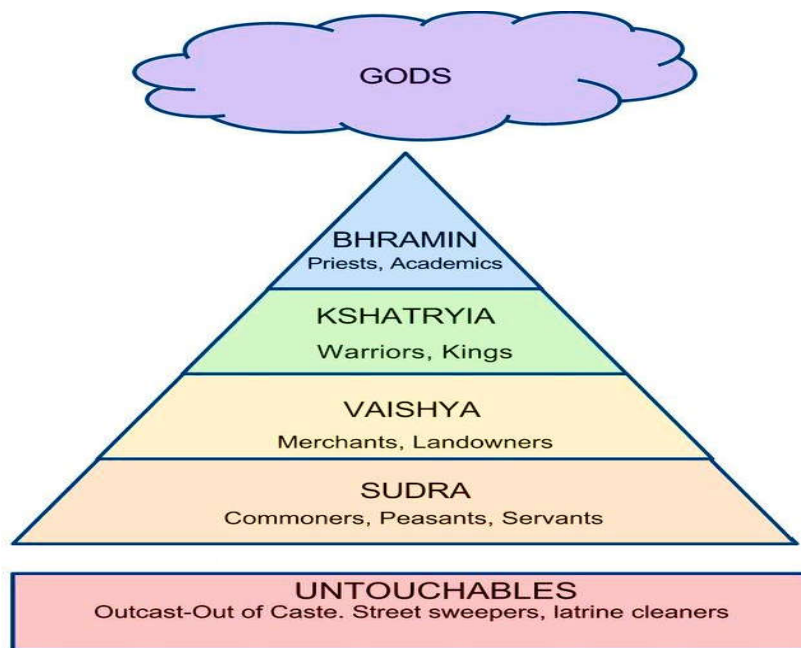 GODS
BHRAMIN
Priests, Academics
KSHATRYIA
Warriors, Kings
VAISHYA
Merchants, Landowners
SUDRA
Commoners, Peasants, Servants
UNTOUCHABLES
Outcast-Out of Caste. Street sweepers, latrine cleaners